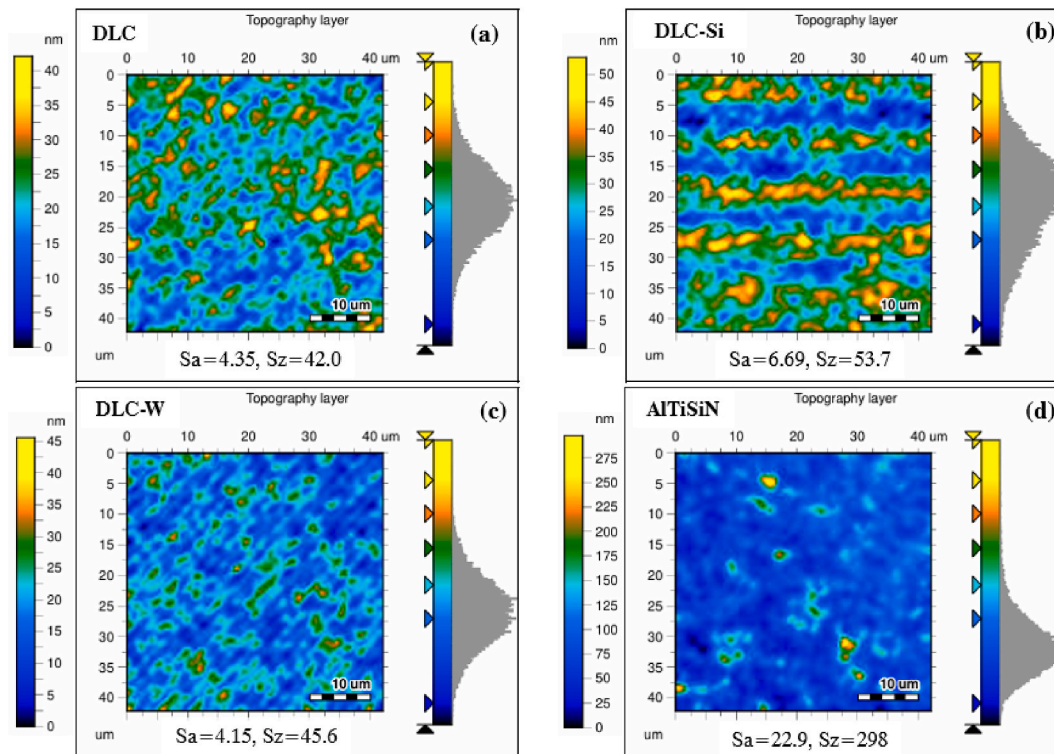 Topography layer
DLC
(a)
nm
0 10 20 30 40 um
40
35
30
25
20
15
10
5
0
0
5
10
15
20
25
30
35
40
um
10 um
Sa=4.35, Sz=42.0
Topography layer
DLC-Si
(b)
nm
0 10 20 30 40 um
50
45
40
35
30
25
20
15
10
5
0
0
5
10
15
20
25
30
35
40
um
10 um
Sa=6.69, Sz=53.7
DLC-W
Topography layer
(c)
nm
0 10 20 30 40 um
45
40
35
30
25
20
15
10
5
0
0
5
10
15
20
25
30
35
40
um
10 um
Sa=4.15, Sz=45.6
AlTiSiN
Topography layer
(d)
nm
0 10 20 30 40 um
275
250
225
200
175
150
125
100
75
50
25
0
0
5
10
15
20
25
30
35
40
um
10 um
Sa=22.9, Sz=298